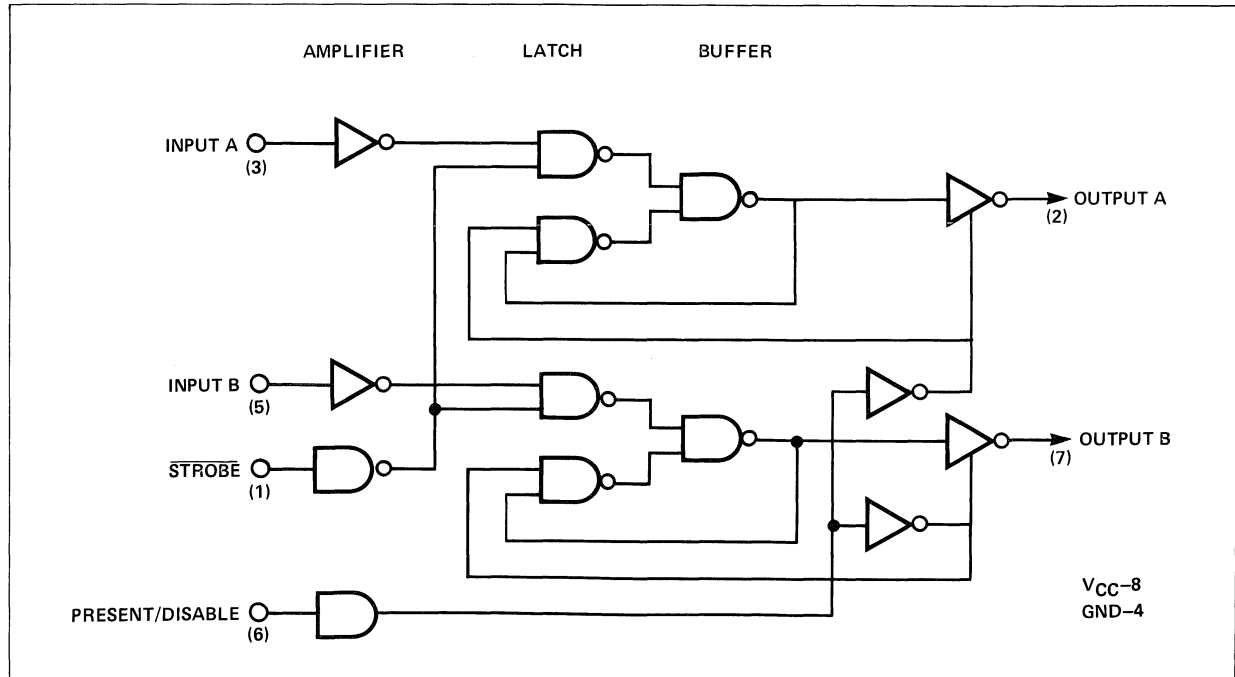 AMPLIFIER LATCH BUFFER
INPUT A
(3)
OUTPUT A
(2)
INPUT B
(5)
OUTPUT B
(7)
STROBE
(1)
PRESENT/DISABLE
(6)
VCC–8
GND–4